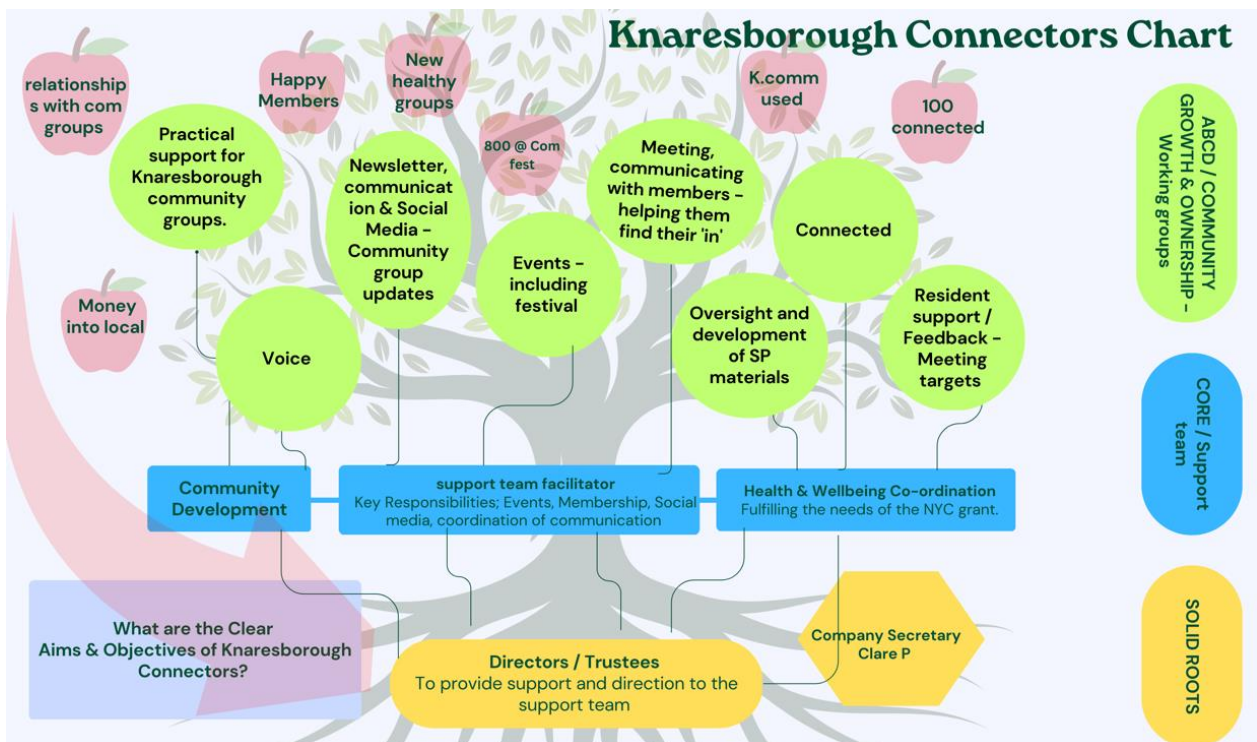 Knaresborough Connectors Chart
relationship
s with com
groups
Happy
Members
New
healthy
groups
800 @ Com
fest
K.comm
used
100
connected
Money
into local
Practical
support for
Knaresborough
community
groups.
Newsletter,
communicat
ion & Social
Media –
Community
group
updates
Meeting,
communicating
with members –
helping them
find their 'in'
Events –
including
festival
Connected
Voice
Oversight and
development
of SP
materials
Resident
support /
Feedback –
Meeting
targets
ABCD / COMMUNITY
GROWTH & OWNERSHIP –
Working groups
Community
Development
support team facilitator
Key Responsibilities; Events, Membership, Social
media, coordination of communication
Health & Wellbeing Co-ordination
Fulfilling the needs of the NYC grant.
CORE / Support
team
What are the Clear
Aims & Objectives of Knaresborough
Connectors?
Directors / Trustees
To provide support and direction to the
support team
Company Secretary
Clare P
SOLID ROOTS